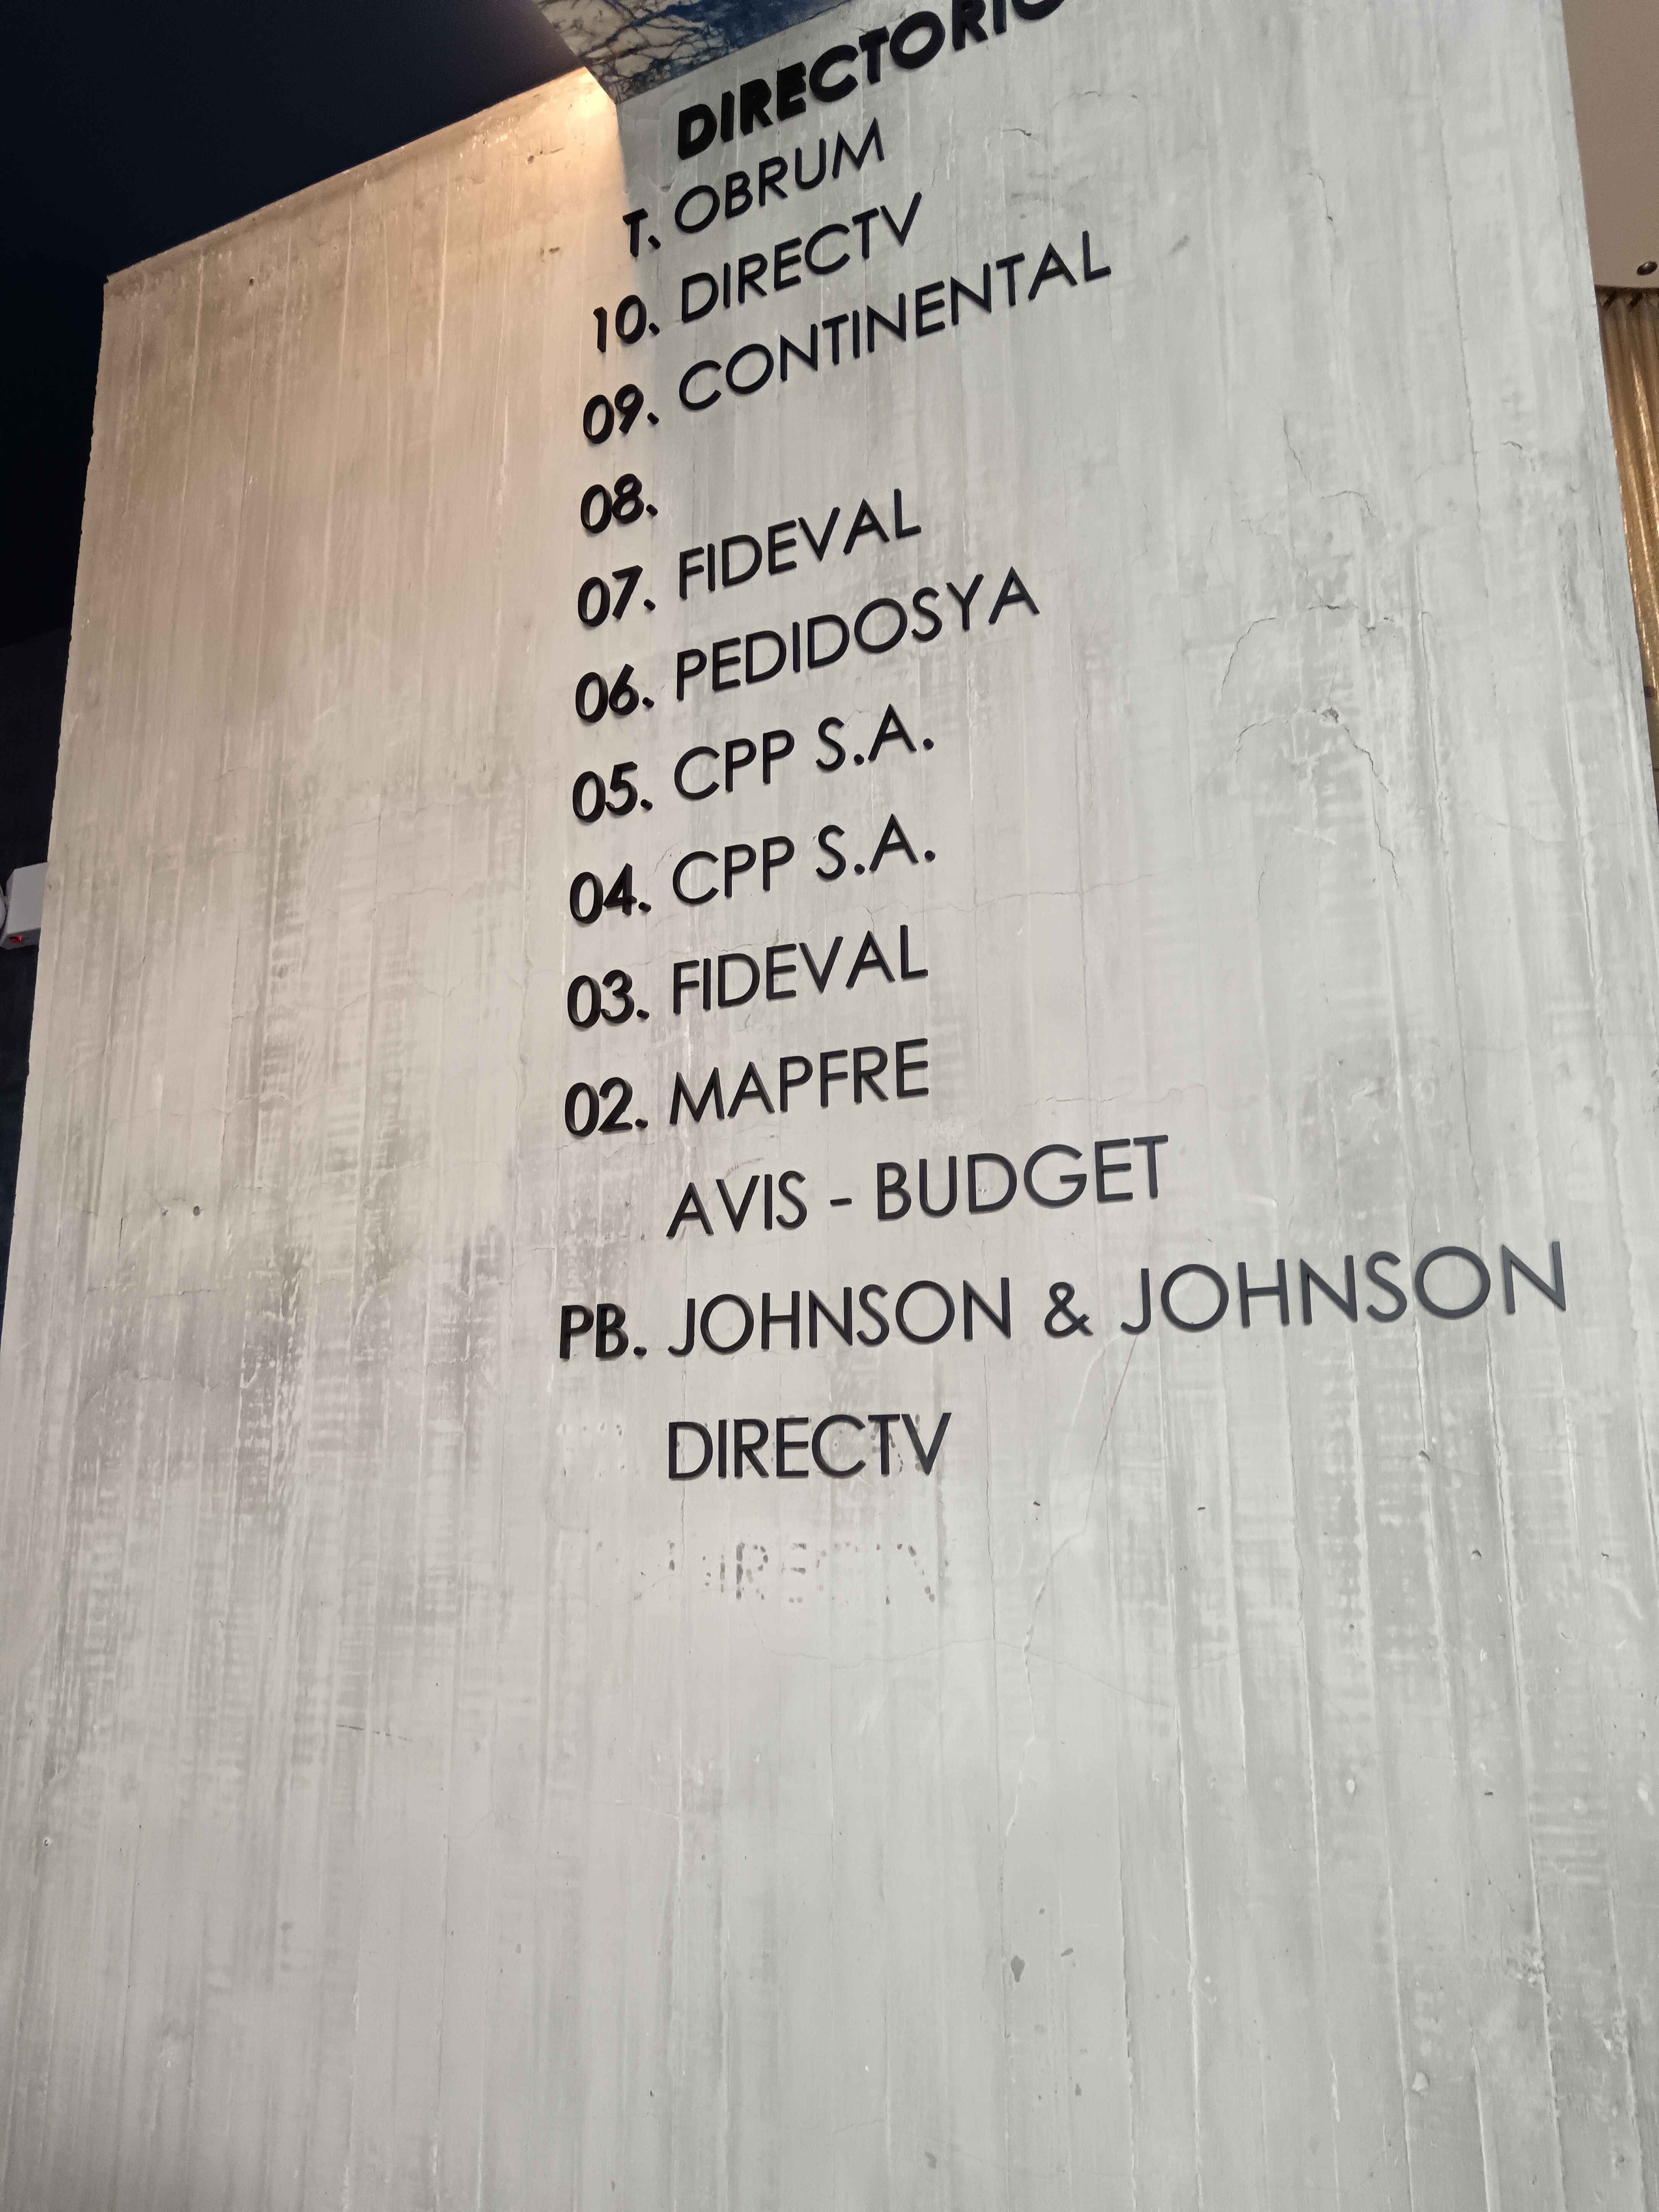 DIRECTORIO
T. OBRUM
10. DIRECTV
09. CONTINENTAL
08.
07. FIDEVAL
06. PEDIDOSYA
05. CPP S.A.
04. CPP S.A.
03. FIDEVAL
02. MAPFRE
AVIS - BUDGET
PB. JOHNSON & JOHNSON
DIRECTV